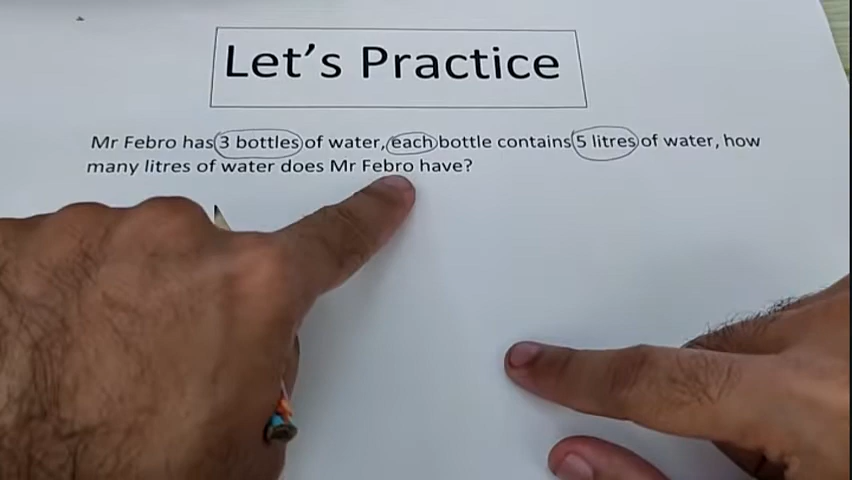 Let's Practice
Mr Febro has 3 bottles of water, each bottle contains 5 litres of water, how
many litres of water does Mr Febro have?